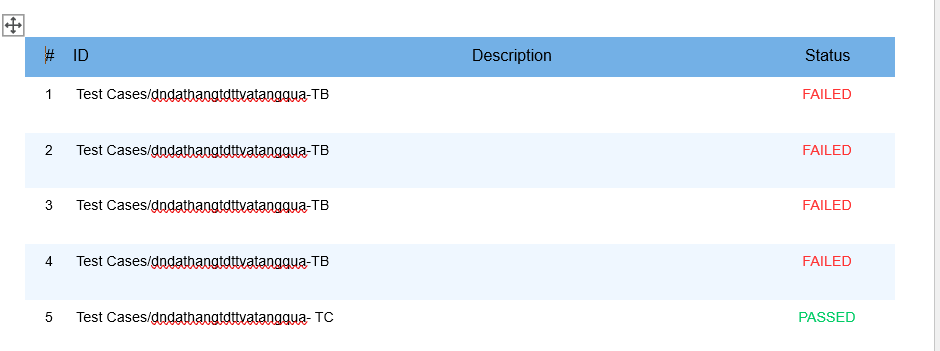 # ID Description Status
1 Test Cases/dndathangtdttvatangqua-TB FAILED
2 Test Cases/dndathangtdttvatangqua-TB FAILED
3 Test Cases/dndathangtdttvatangqua-TB FAILED
4 Test Cases/dndathangtdttvatangqua-TB FAILED
5 Test Cases/dndathangtdttvatangqua- TC PASSED